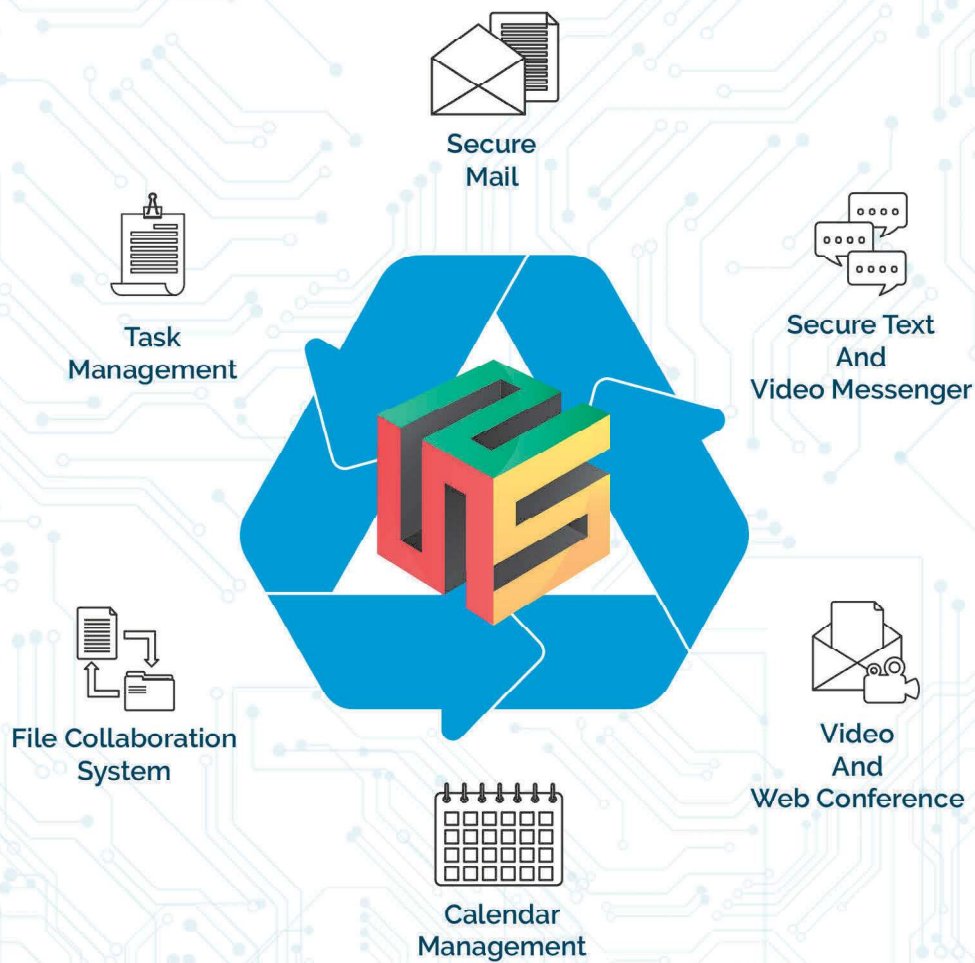 Secure
Mail
Task
Management
Secure Text
And
Video Messenger
File Collaboration
System
Video
And
Web Conference
Calendar
Management